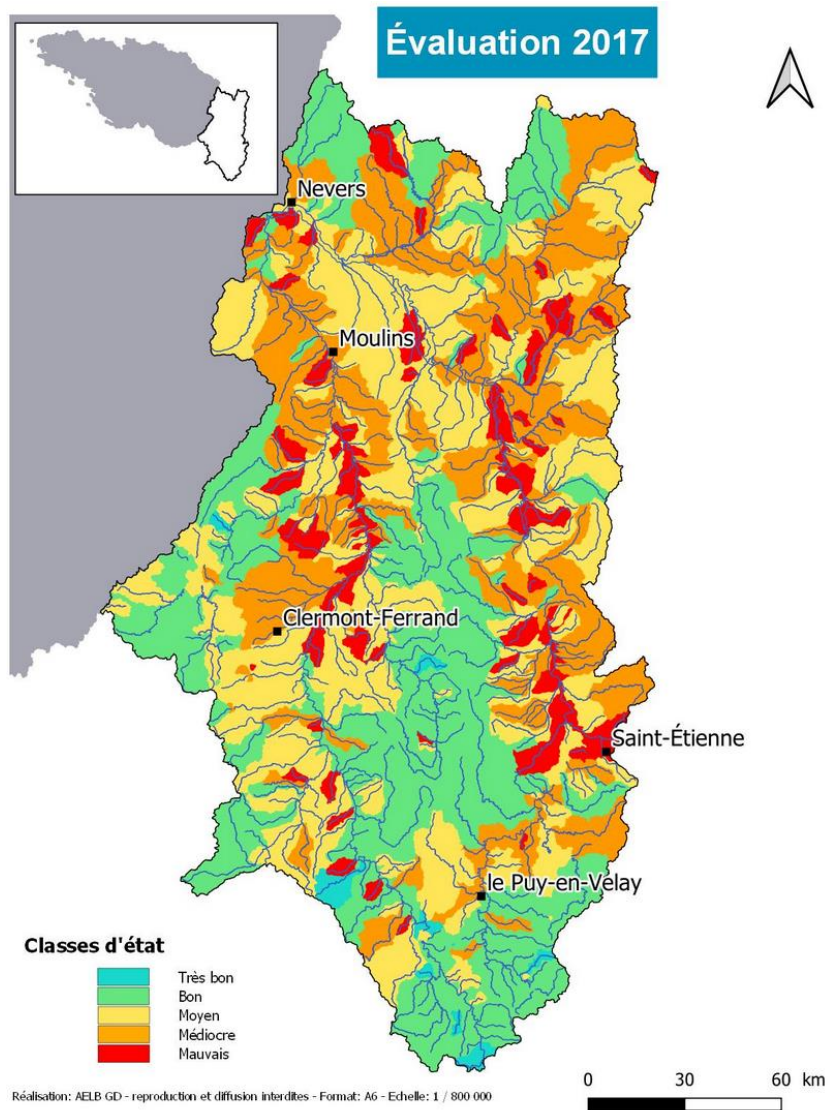 Évaluation 2017
Nevers
Moulins
Clermont-Ferrand
Saint-Étienne
le Puy-en-Velay
Classes d'état
Très bon
Bon
Moyen
Médiocre
Mauvais
Réalisation: AELB GD - reproduction et diffusion interdites - Format: A6 - Echelle: 1 / 800 000
0 30 60 km